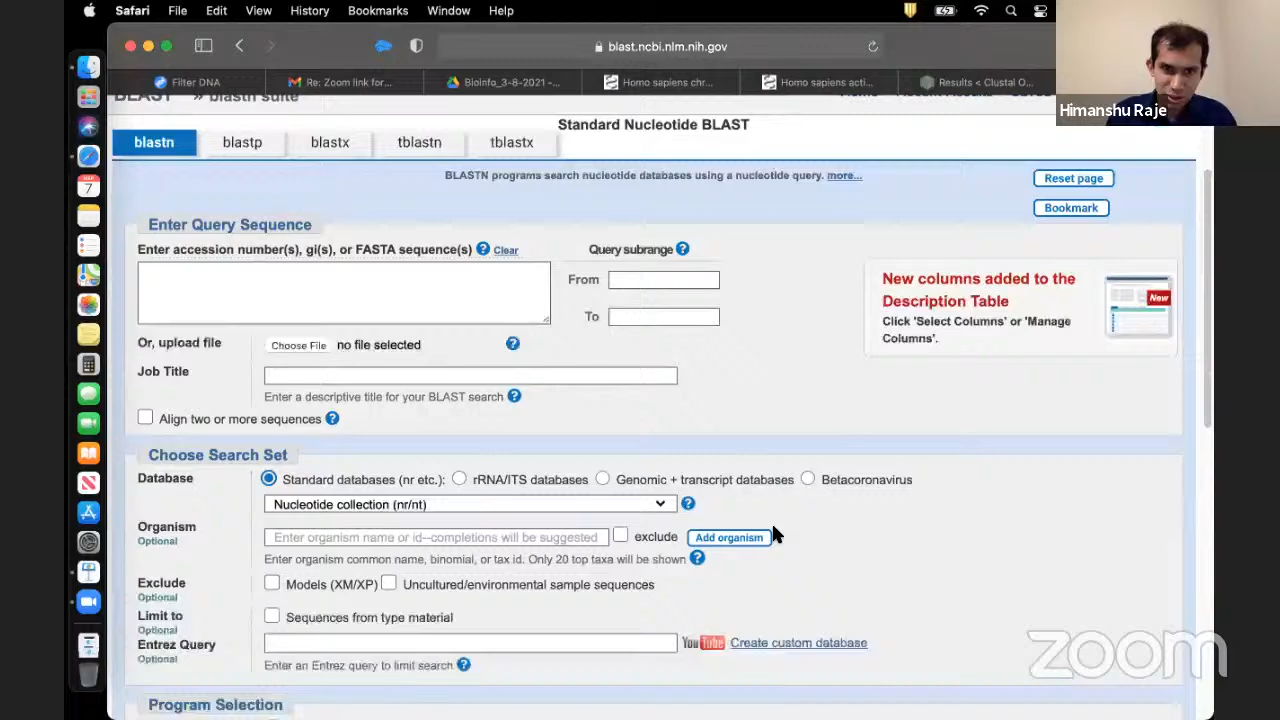 Safari File Edit View History Bookmarks Window Help
blast.ncbi.nlm.nih.gov
Filter DNA
Re: Zoom link for...
Bioinfo_3-8-2021 -...
Homo sapiens chr...
Homo sapiens acti...
Results < Clustal O...
Himanshu Raje
BLAST » blastn suite
Standard Nucleotide BLAST
blastn blastp blastx tblastn tblastx
BLASTN programs search nucleotide databases using a nucleotide query. more...
Reset page
Bookmark
Enter Query Sequence
Enter accession number(s), gi(s), or FASTA sequence(s) Clear
Query subrange
From
To
New columns added to the
Description Table
Click 'Select Columns' or 'Manage
Columns'.
New
Or, upload file Choose File no file selected
Job Title
Enter a descriptive title for your BLAST search
Align two or more sequences
Choose Search Set
Database Standard databases (nr etc.): rRNA/ITS databases Genomic + transcript databases Betacoronavirus
Nucleotide collection (nr/nt)
Organism
Optional
Enter organism name or id--completions will be suggested exclude Add organism
Enter organism common name, binomial, or tax id. Only 20 top taxa will be shown
Exclude
Optional
Models (XM/XP) Uncultured/environmental sample sequences
Limit to
Optional
Sequences from type material
Entrez Query
Optional
YouTube Create custom database
Enter an Entrez query to limit search
Program Selection
zoom
7